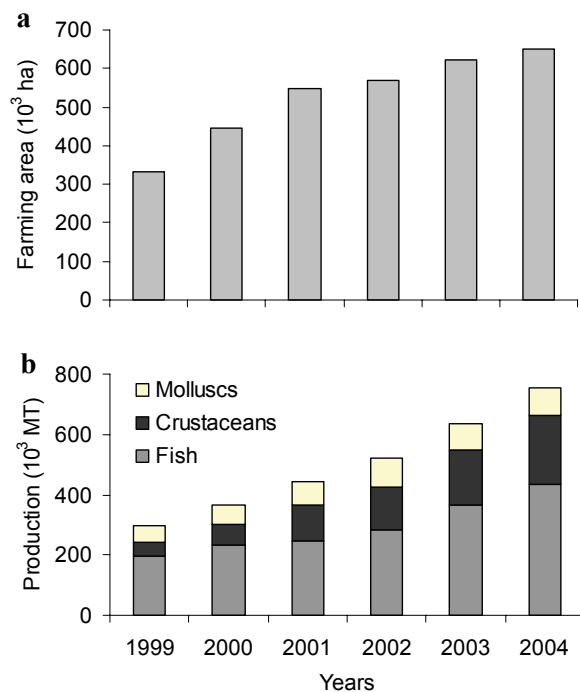 a
700
600
500
400
300
200
100
0
Farming area (10³ ha)
b
800
600
400
200
0
Production (10³ MT)
Molluscs
Crustaceans
Fish
1999 2000 2001 2002 2003 2004
Years